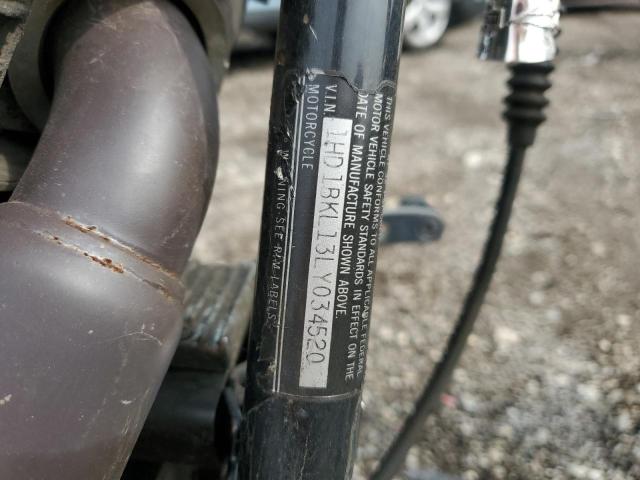 THIS VEHICLE CONFORMS TO ALL APPLICABLE FEDERAL
MOTOR VEHICLE SAFETY STANDARDS IN EFFECT ON THE
DATE OF MANUFACTURE SHOWN ABOVE.
V.I.N. 1HD1BKL13LY034520
MOTORCYCLE
SEE RIM LABELS